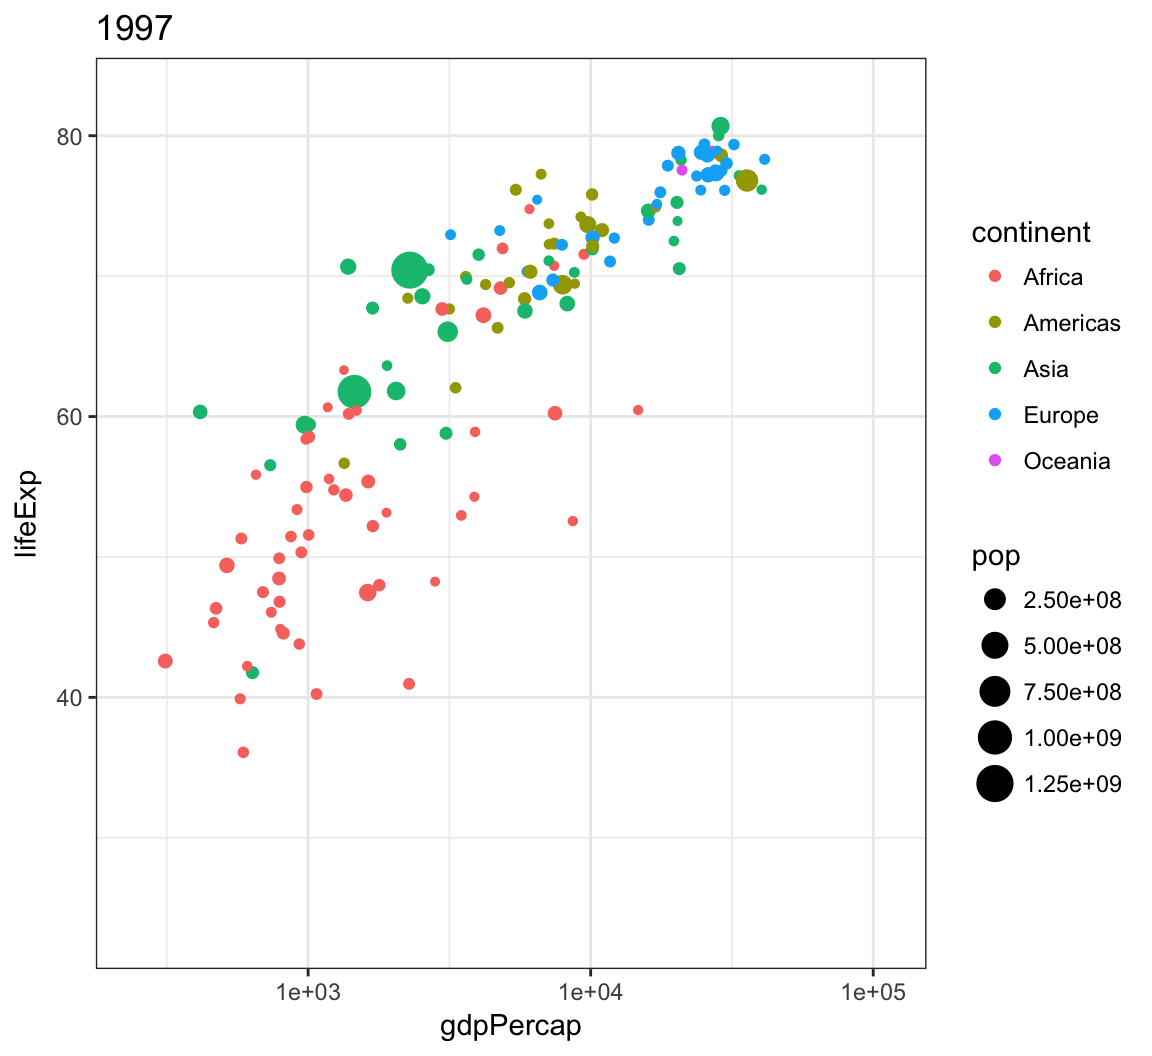 1997
80
60
40
lifeExp
1e+03
1e+04
1e+05
gdpPercap
continent
Africa
Americas
Asia
Europe
Oceania
pop
2.50e+08
5.00e+08
7.50e+08
1.00e+09
1.25e+09